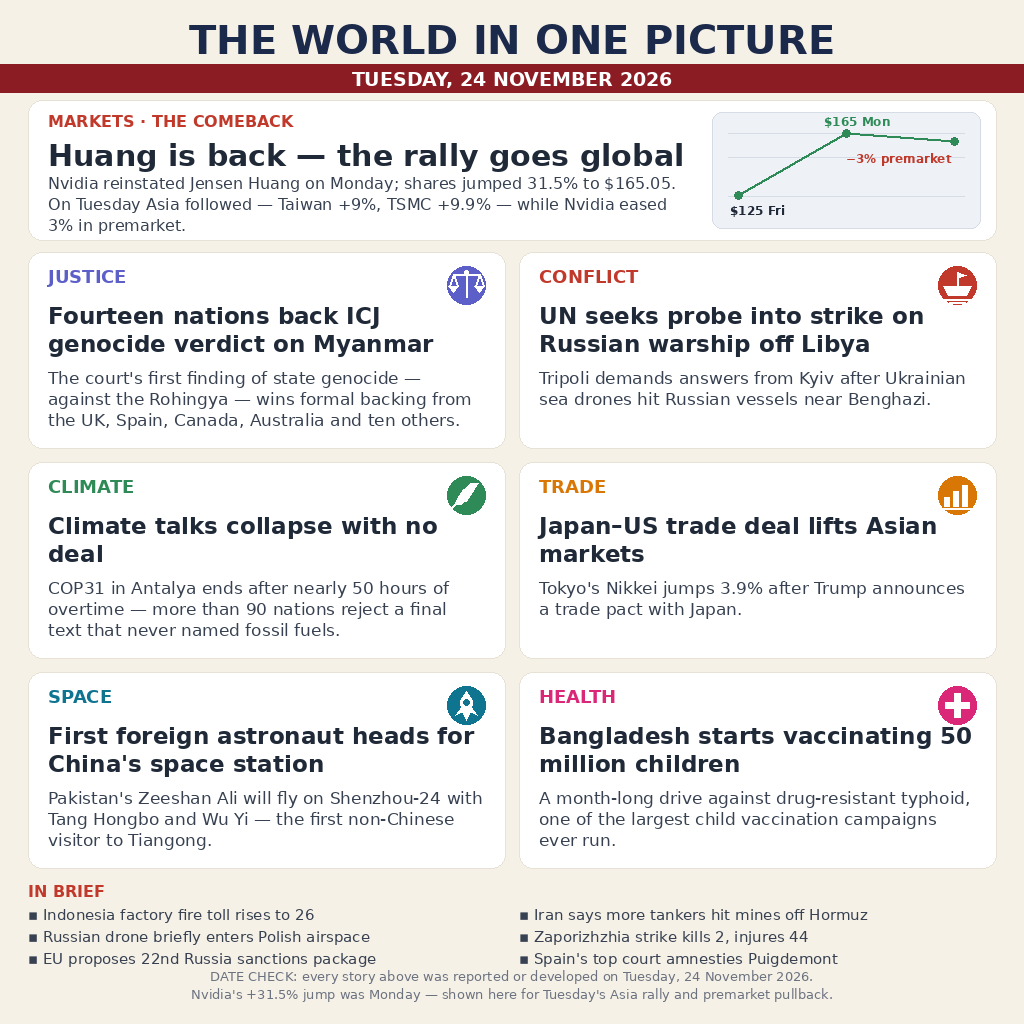 THE WORLD IN ONE PICTURE
TUESDAY, 24 NOVEMBER 2026
MARKETS · THE COMEBACK
Huang is back — the rally goes global
Nvidia reinstated Jensen Huang on Monday; shares jumped 31.5% to $165.05.
On Tuesday Asia followed — Taiwan +9%, TSMC +9.9% — while Nvidia eased
3% in premarket.
$165 Mon
−3% premarket
$125 Fri
JUSTICE
Fourteen nations back ICJ
genocide verdict on Myanmar
The court's first finding of state genocide —
against the Rohingya — wins formal backing from
the UK, Spain, Canada, Australia and ten others.
CONFLICT
UN seeks probe into strike on
Russian warship off Libya
Tripoli demands answers from Kyiv after Ukrainian
sea drones hit Russian vessels near Benghazi.
CLIMATE
Climate talks collapse with no
deal
COP31 in Antalya ends after nearly 50 hours of
overtime — more than 90 nations reject a final
text that never named fossil fuels.
TRADE
Japan–US trade deal lifts Asian
markets
Tokyo's Nikkei jumps 3.9% after Trump announces
a trade pact with Japan.
SPACE
First foreign astronaut heads for
China's space station
Pakistan's Zeeshan Ali will fly on Shenzhou-24 with
Tang Hongbo and Wu Yi — the first non-Chinese
visitor to Tiangong.
HEALTH
Bangladesh starts vaccinating 50
million children
A month-long drive against drug-resistant typhoid,
one of the largest child vaccination campaigns
ever run.
IN BRIEF
▪ Indonesia factory fire toll rises to 26
▪ Russian drone briefly enters Polish airspace
▪ EU proposes 22nd Russia sanctions package
▪ Iran says more tankers hit mines off Hormuz
▪ Zaporizhzhia strike kills 2, injures 44
▪ Spain's top court amnesties Puigdemont
DATE CHECK: every story above was reported or developed on Tuesday, 24 November 2026.
Nvidia's +31.5% jump was Monday — shown here for Tuesday's Asia rally and premarket pullback.